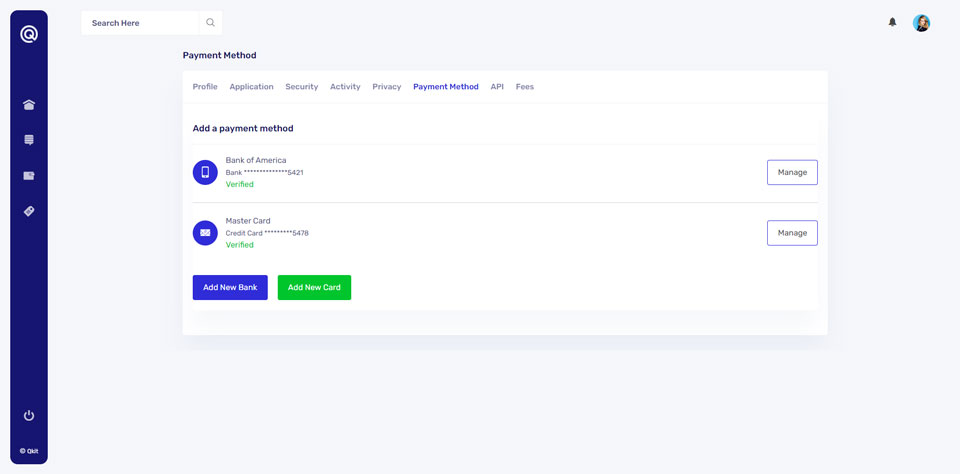 Search Here
Payment Method
Profile Application Security Activity Privacy Payment Method API Fees
Add a payment method
Bank of America
Bank **************5421
Verified
Manage
Master Card
Credit Card *********5478
Verified
Manage
Add New Bank Add New Card
© Qkit